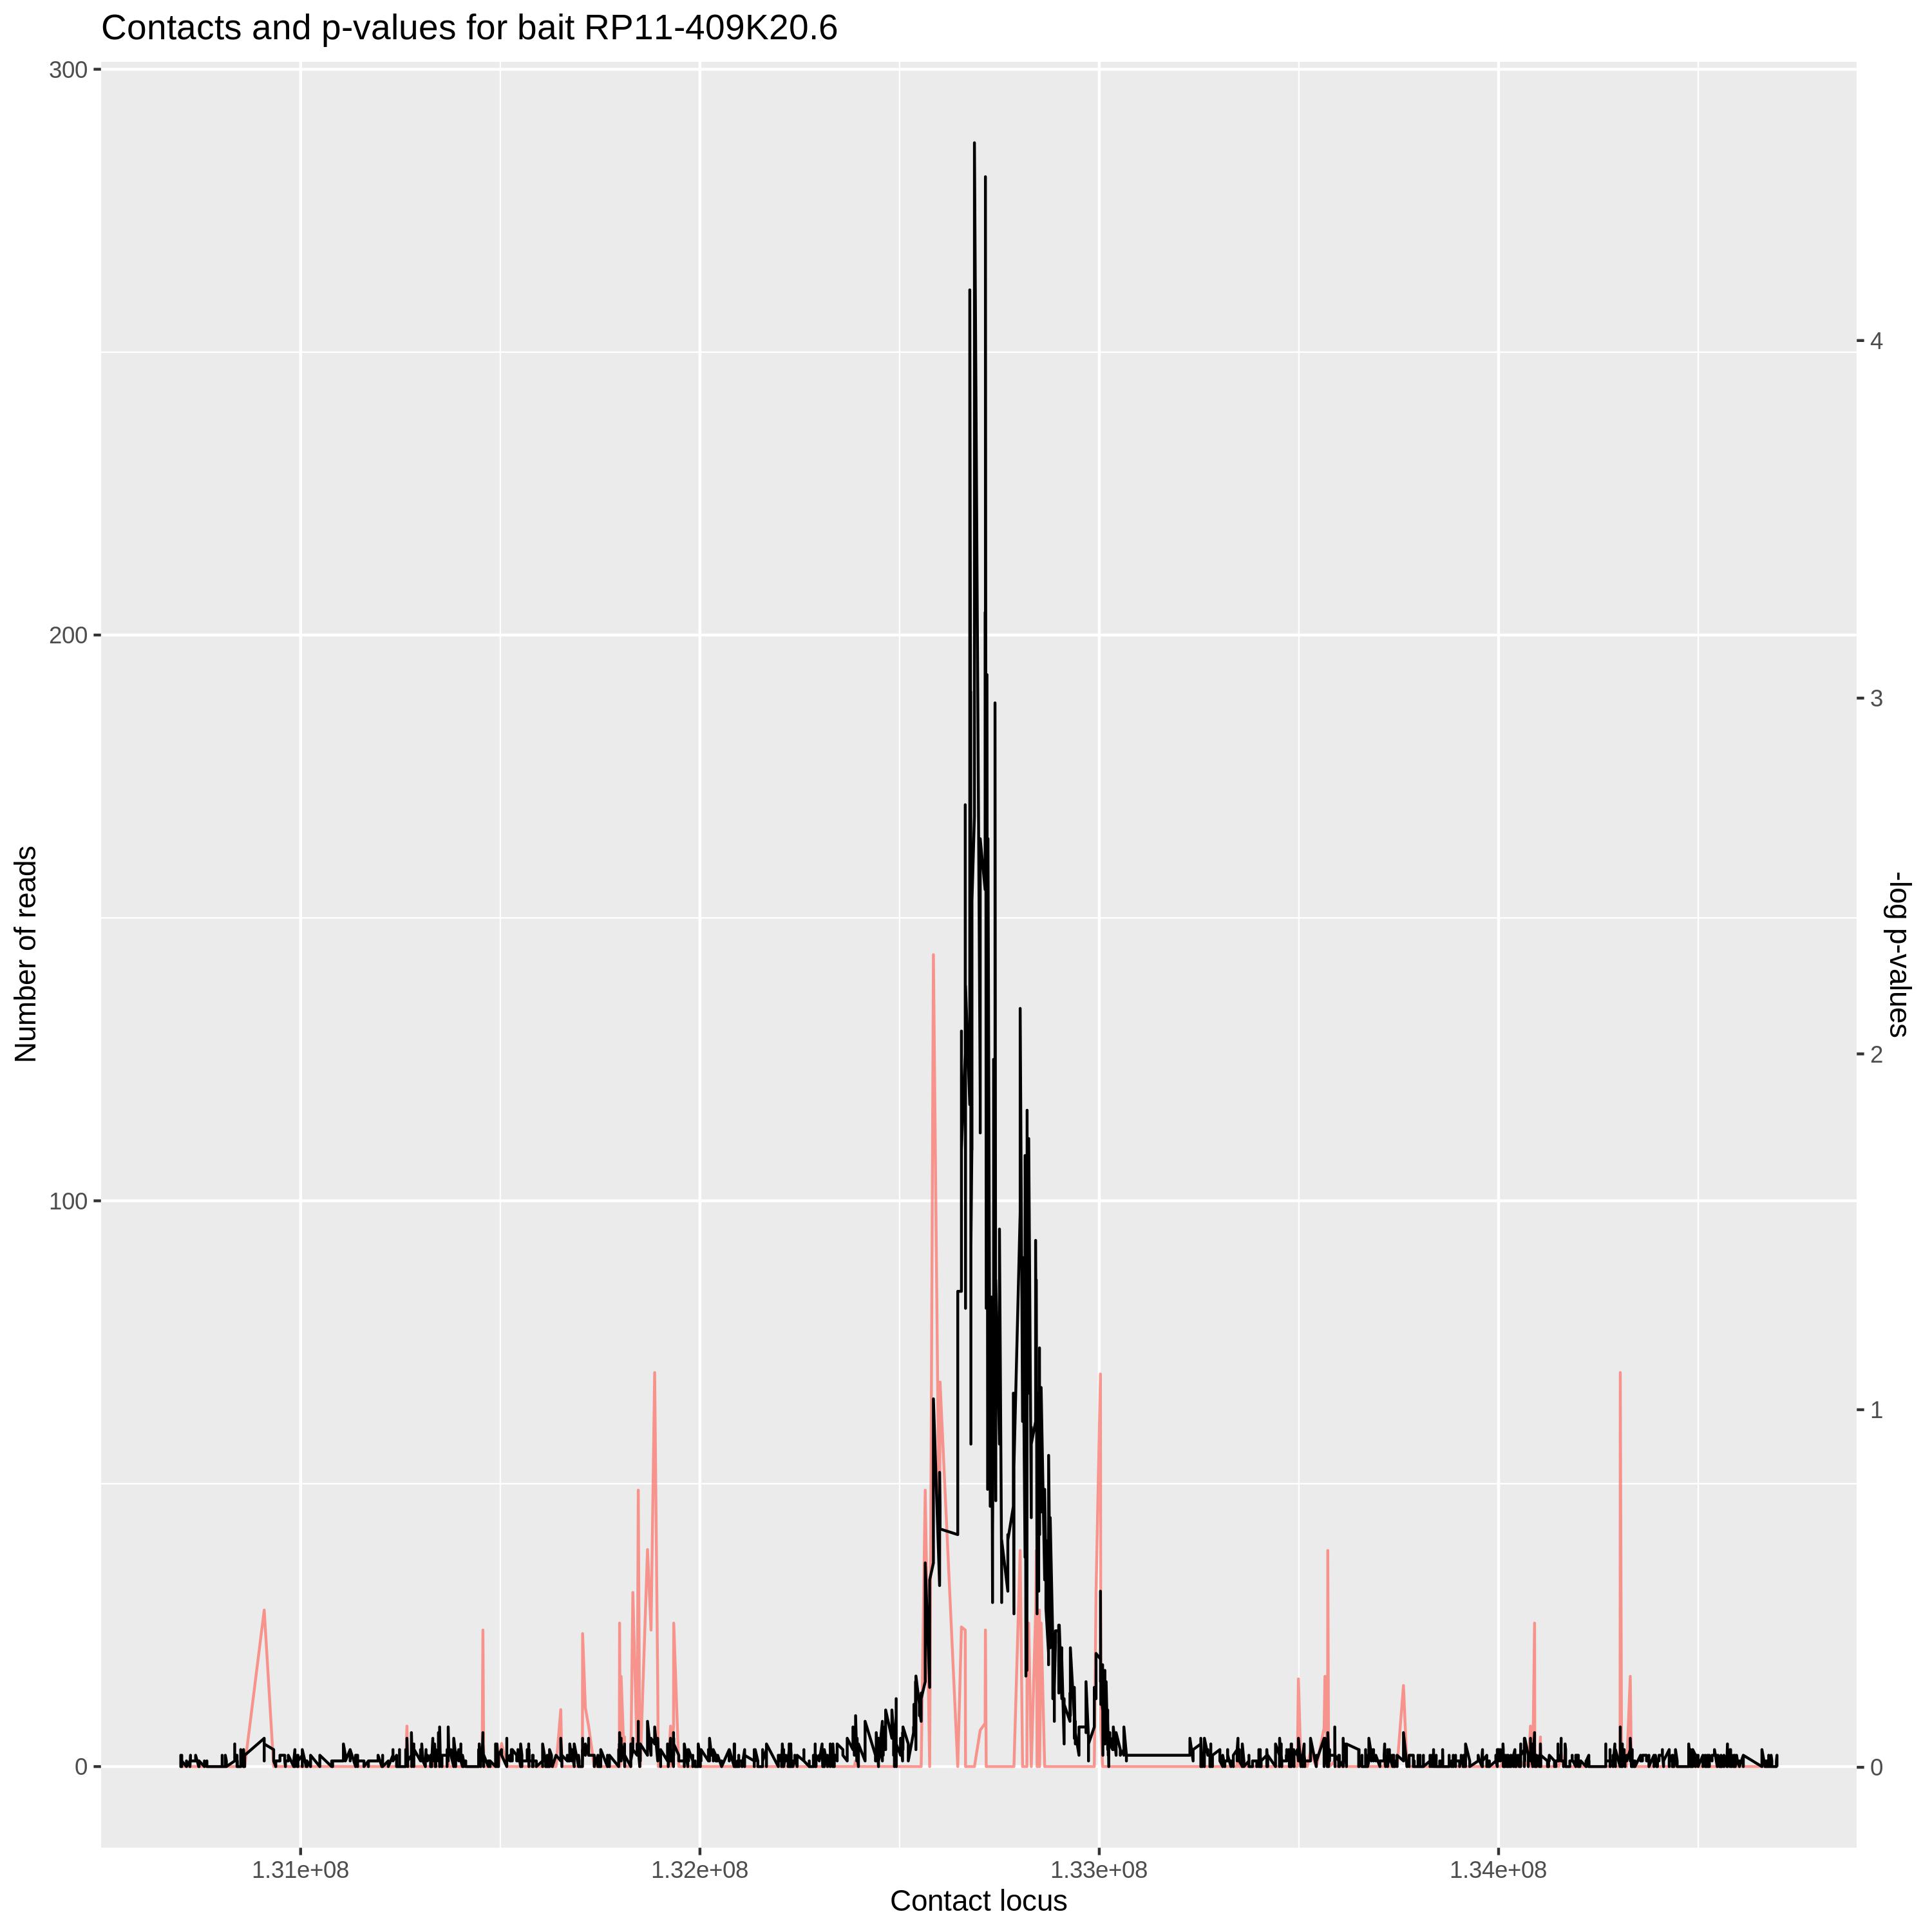 Contacts and p-values for bait RP11-409K20.6
300
200
100
0
Number of reads
4
3
2
1
0
-log p-values
1.31e+08 1.32e+08 1.33e+08 1.34e+08
Contact locus